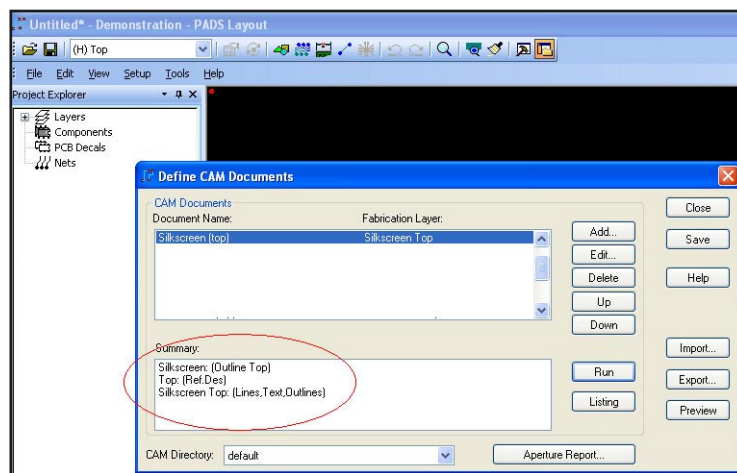 Untitled* - Demonstration - PADS Layout
(H) Top
File Edit View Setup Tools Help
Project Explorer
Layers
Components
PCB Decals
Nets
Define CAM Documents
CAM Documents
Document Name: Fabrication Layer:
Silkscreen (top) Silkscreen Top
Add...
Edit...
Delete
Up
Down
Close
Save
Help
Summary:
Silkscreen: (Outline Top)
Top: (Ref.Des)
Silkscreen Top: (Lines,Text,Outlines)
Run
Listing
Import...
Export...
Preview
CAM Directory: default
Aperture Report...